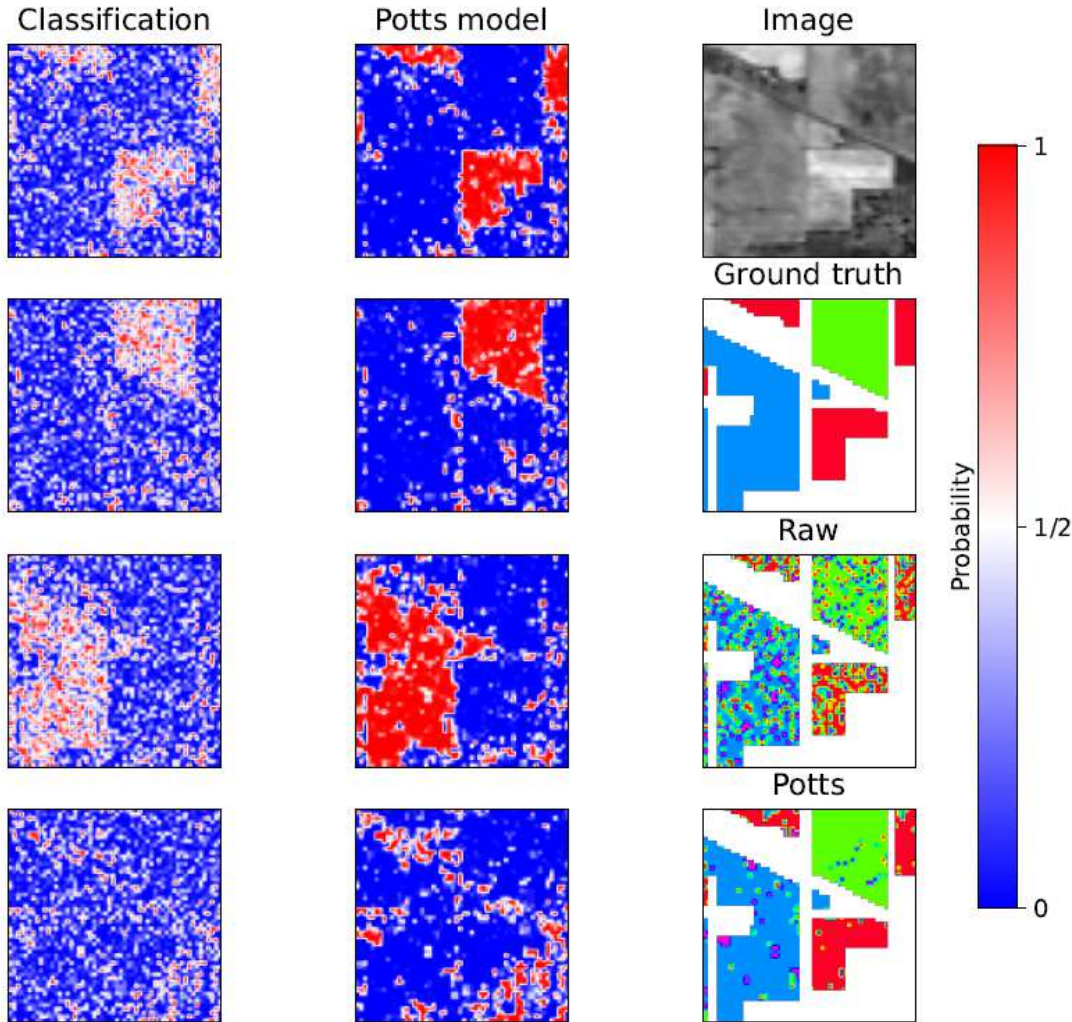 Classification
Potts model
Image
Ground truth
Raw
Potts
1
1/2
0
Probability